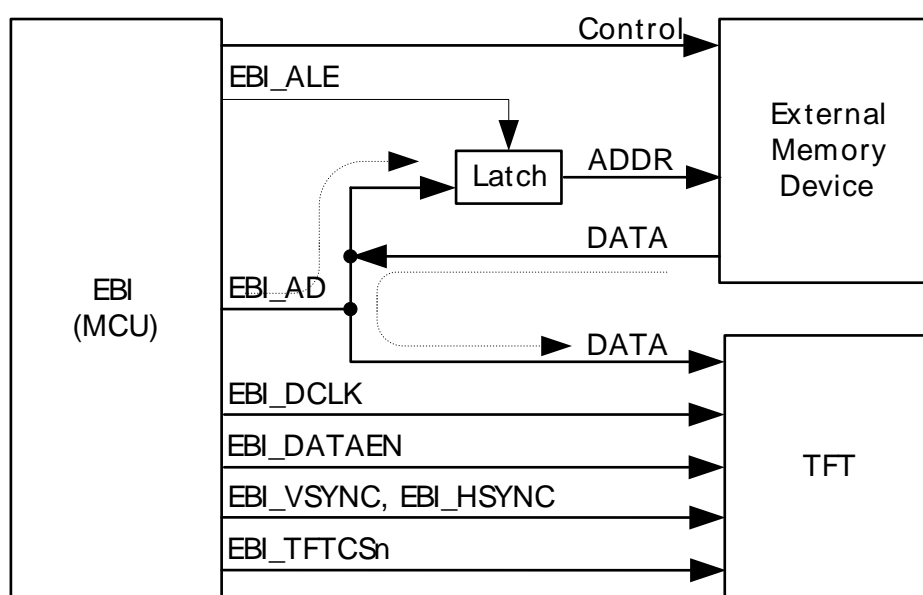 Control
EBI_ALE
External
Memory
Device
ADDR
Latch
DATA
EBI
(MCU)
EBI_AD
DATA
EBI_DCLK
EBI_DATAEN
TFT
EBI_VSYNC, EBI_HSYNC
EBI_TFTCSn